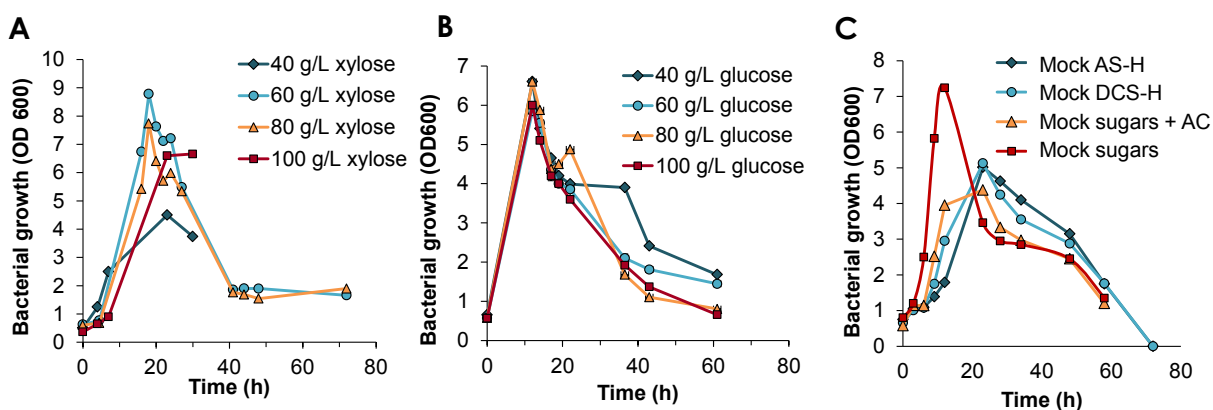 A
Bacterial growth (OD 600)
10
9
8
7
6
5
4
3
2
1
0
0 20 40 60 80
Time (h)
40 g/L xylose
60 g/L xylose
80 g/L xylose
100 g/L xylose
B
Bacterial growth (OD600)
7
6
5
4
3
2
1
0
0 20 40 60 80
Time (h)
40 g/L glucose
60 g/L glucose
80 g/L glucose
100 g/L glucose
C
Bacterial growth (OD600)
8
7
6
5
4
3
2
1
0
0 20 40 60 80
Time (h)
Mock AS-H
Mock DCS-H
Mock sugars + AC
Mock sugars